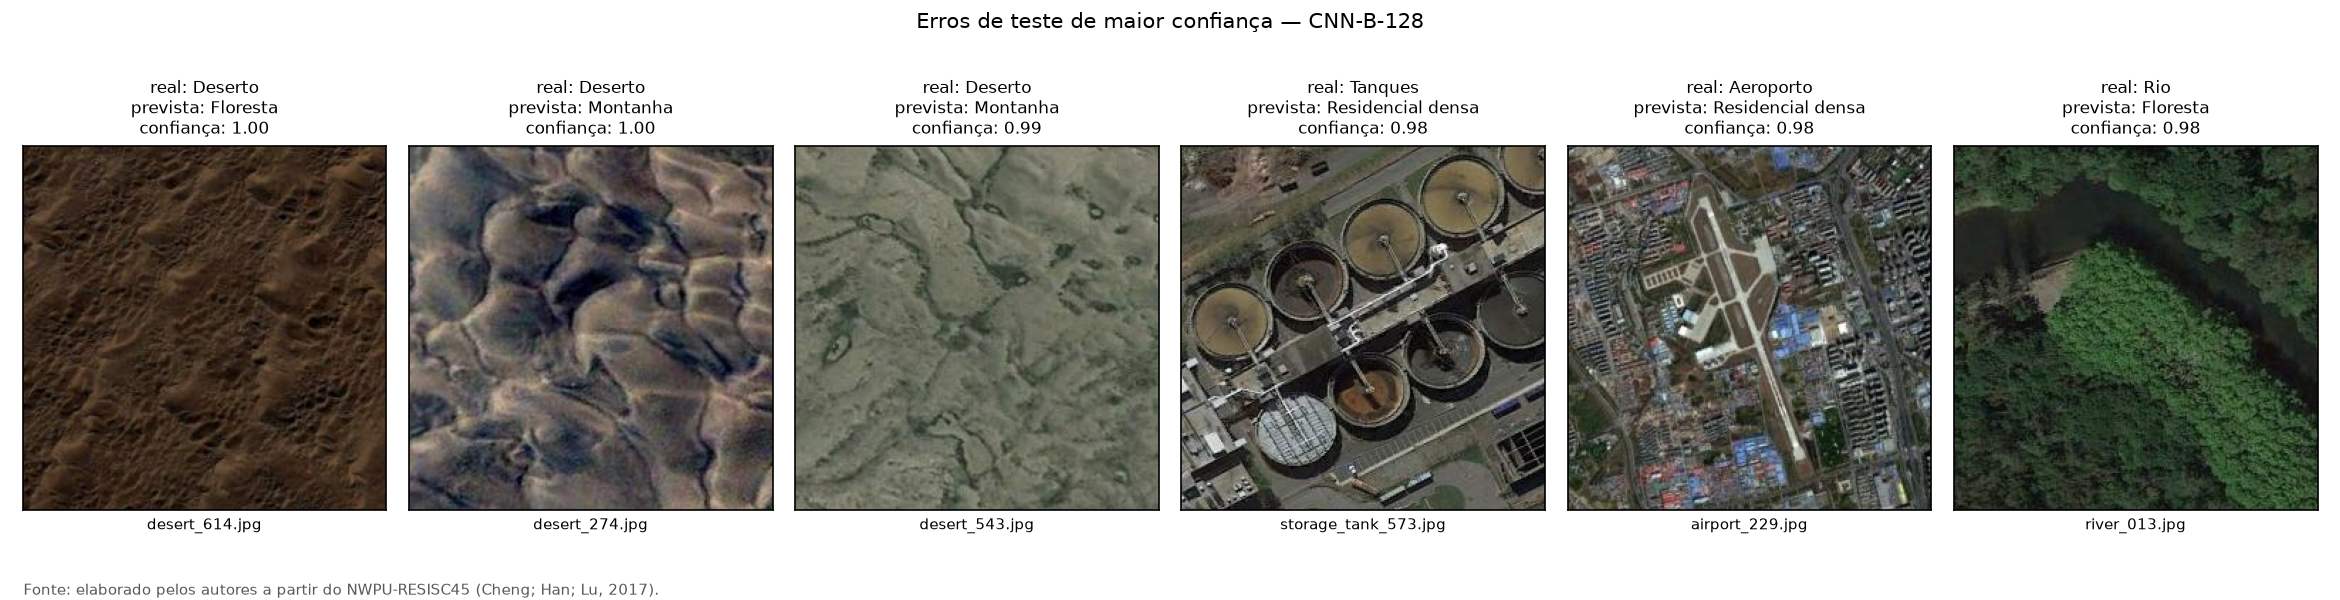 Erros de teste de maior confiança — CNN-B-128
real: Deserto
prevista: Floresta
confiança: 1.00
real: Deserto
prevista: Montanha
confiança: 1.00
real: Deserto
prevista: Montanha
confiança: 0.99
real: Tanques
prevista: Residencial densa
confiança: 0.98
real: Aeroporto
prevista: Residencial densa
confiança: 0.98
real: Rio
prevista: Floresta
confiança: 0.98
desert_614.jpg
desert_274.jpg
desert_543.jpg
storage_tank_573.jpg
airport_229.jpg
river_013.jpg
Fonte: elaborado pelos autores a partir do NWPU-RESISC45 (Cheng; Han; Lu, 2017).